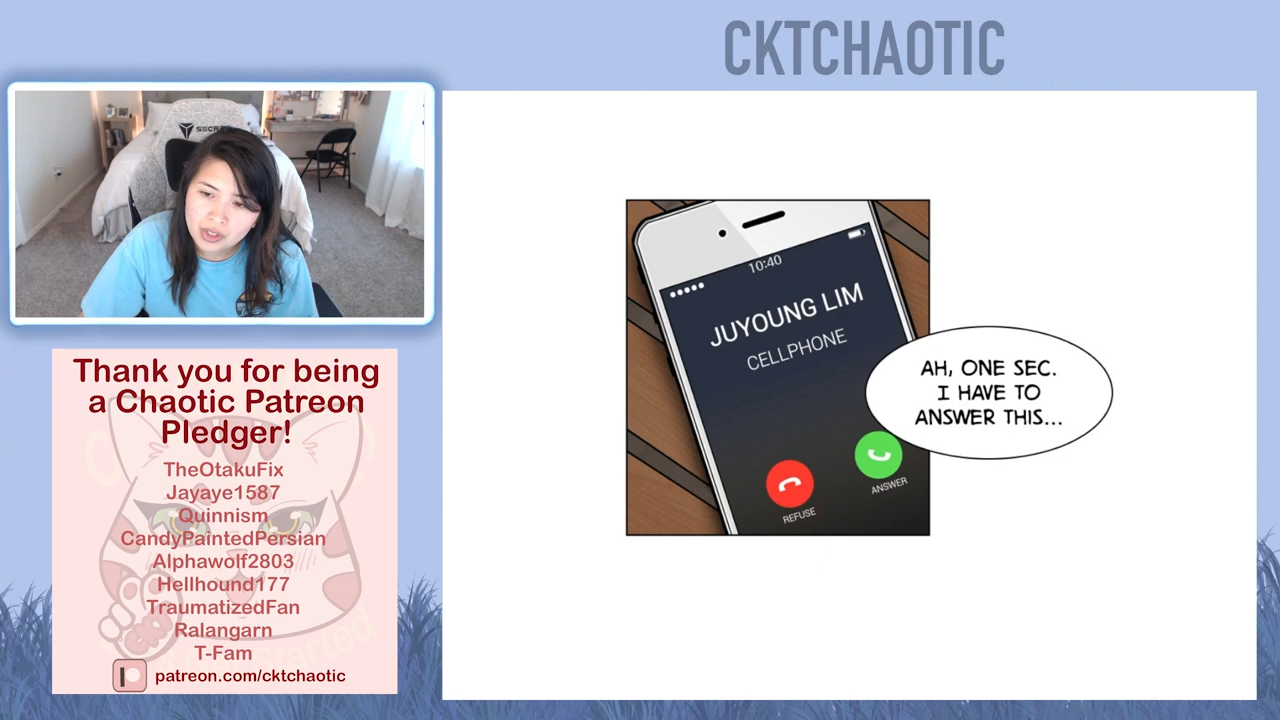 CKTCHAOTIC
SECR
Thank you for being
a Chaotic Patreon
Pledger!
TheOtakuFix
Jayaye1587
Quinnism
CandyPaintedPersian
Alphawolf2803
Hellhound177
TraumatizedFan
Ralangarn
T-Fam
patreon.com/cktchaotic
10:40
JUYOUNG LIM
CELLPHONE
REFUSE
ANSWER
AH, ONE SEC.
I HAVE TO
ANSWER THIS...